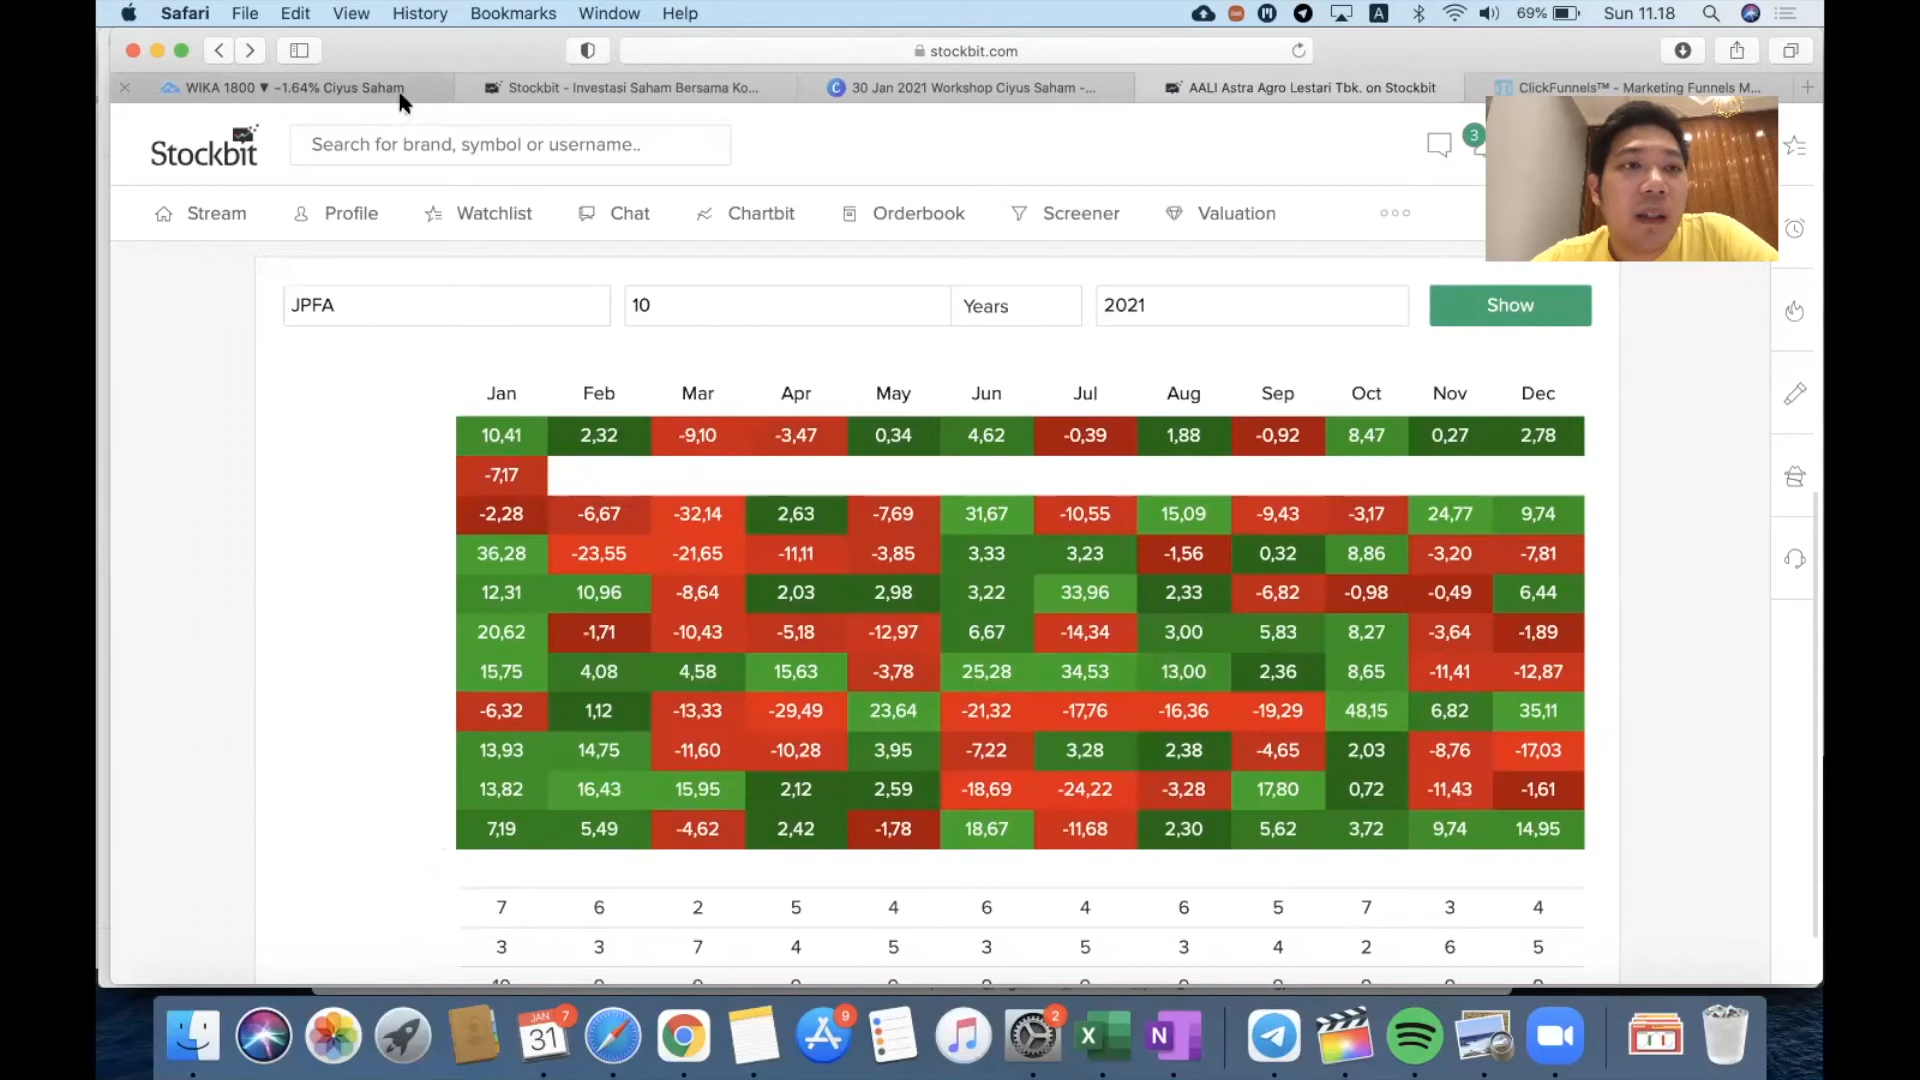 Safari File Edit View History Bookmarks Window Help 69% Sun 11.18
stockbit.com
WIKA 1800 ▼ −1.64% Ciyus Saham
Stockbit - Investasi Saham Bersama Ko...
30 Jan 2021 Workshop Ciyus Saham -...
AALI Astra Agro Lestari Tbk. on Stockbit
ClickFunnels™ - Marketing Funnels M...
Stockbit Search for brand, symbol or username.. 3
Stream Profile Watchlist Chat Chartbit Orderbook Screener Valuation
JPFA 10 Years 2021 Show
Jan Feb Mar Apr May Jun Jul Aug Sep Oct Nov Dec
10,41 2,32 -9,10 -3,47 0,34 4,62 -0,39 1,88 -0,92 8,47 0,27 2,78
-7,17
-2,28 -6,67 -32,14 2,63 -7,69 31,67 -10,55 15,09 -9,43 -3,17 24,77 9,74
36,28 -23,55 -21,65 -11,11 -3,85 3,33 3,23 -1,56 0,32 8,86 -3,20 -7,81
12,31 10,96 -8,64 2,03 2,98 3,22 33,96 2,33 -6,82 -0,98 -0,49 6,44
20,62 -1,71 -10,43 -5,18 -12,97 6,67 -14,34 3,00 5,83 8,27 -3,64 -1,89
15,75 4,08 4,58 15,63 -3,78 25,28 34,53 13,00 2,36 8,65 -11,41 -12,87
-6,32 1,12 -13,33 -29,49 23,64 -21,32 -17,76 -16,36 -19,29 48,15 6,82 35,11
13,93 14,75 -11,60 -10,28 3,95 -7,22 3,28 2,38 -4,65 2,03 -8,76 -17,03
13,82 16,43 15,95 2,12 2,59 -18,69 -24,22 -3,28 17,80 0,72 -11,43 -1,61
7,19 5,49 -4,62 2,42 -1,78 18,67 -11,68 2,30 5,62 3,72 9,74 14,95
7 6 2 5 4 6 4 6 5 7 3 4
3 3 7 4 5 3 5 3 4 2 6 5
JAN 31 7 9 2 X N